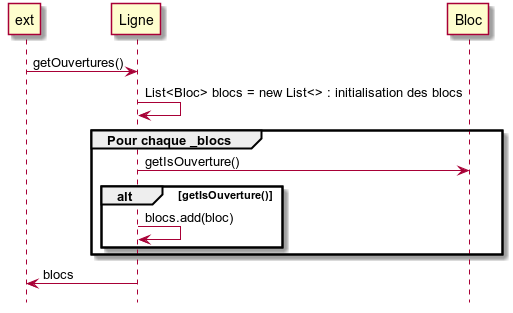 ext
Ligne
Bloc
getOuvertures()
List<Bloc> blocs = new List<> : initialisation des blocs
Pour chaque _blocs
getIsOuverture()
alt
[getIsOuverture()]
blocs.add(bloc)
blocs